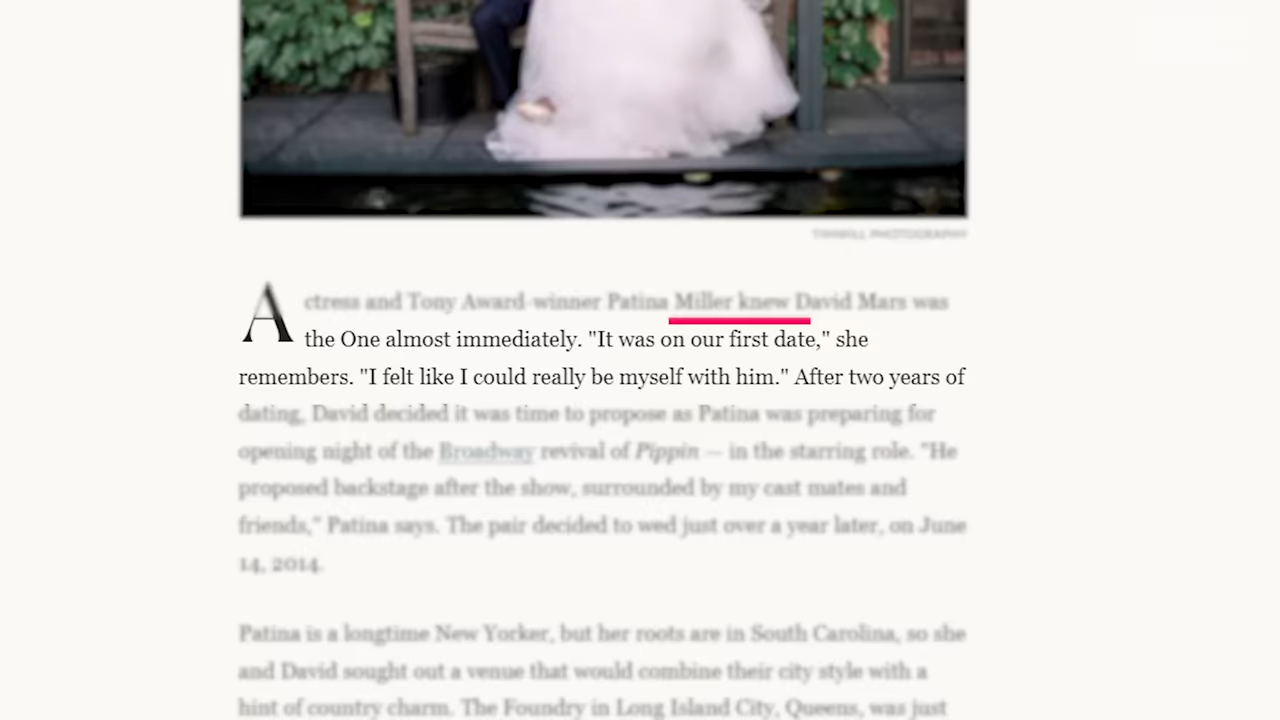 THISBILL PHOTOGRAPHY
Actress and Tony Award-winner Patina Miller knew David Mars was
the One almost immediately. "It was on our first date," she
remembers. "I felt like I could really be myself with him." After two years of
dating, David decided it was time to propose as Patina was preparing for
opening night of the Broadway revival of Pippin — in the starring role. "He
proposed backstage after the show, surrounded by my cast mates and
friends," Patina says. The pair decided to wed just over a year later, on June
14, 2014.
Patina is a longtime New Yorker, but her roots are in South Carolina, so she
and David sought out a venue that would combine their city style with a
hint of country charm. The Foundry in Long Island City, Queens, was just